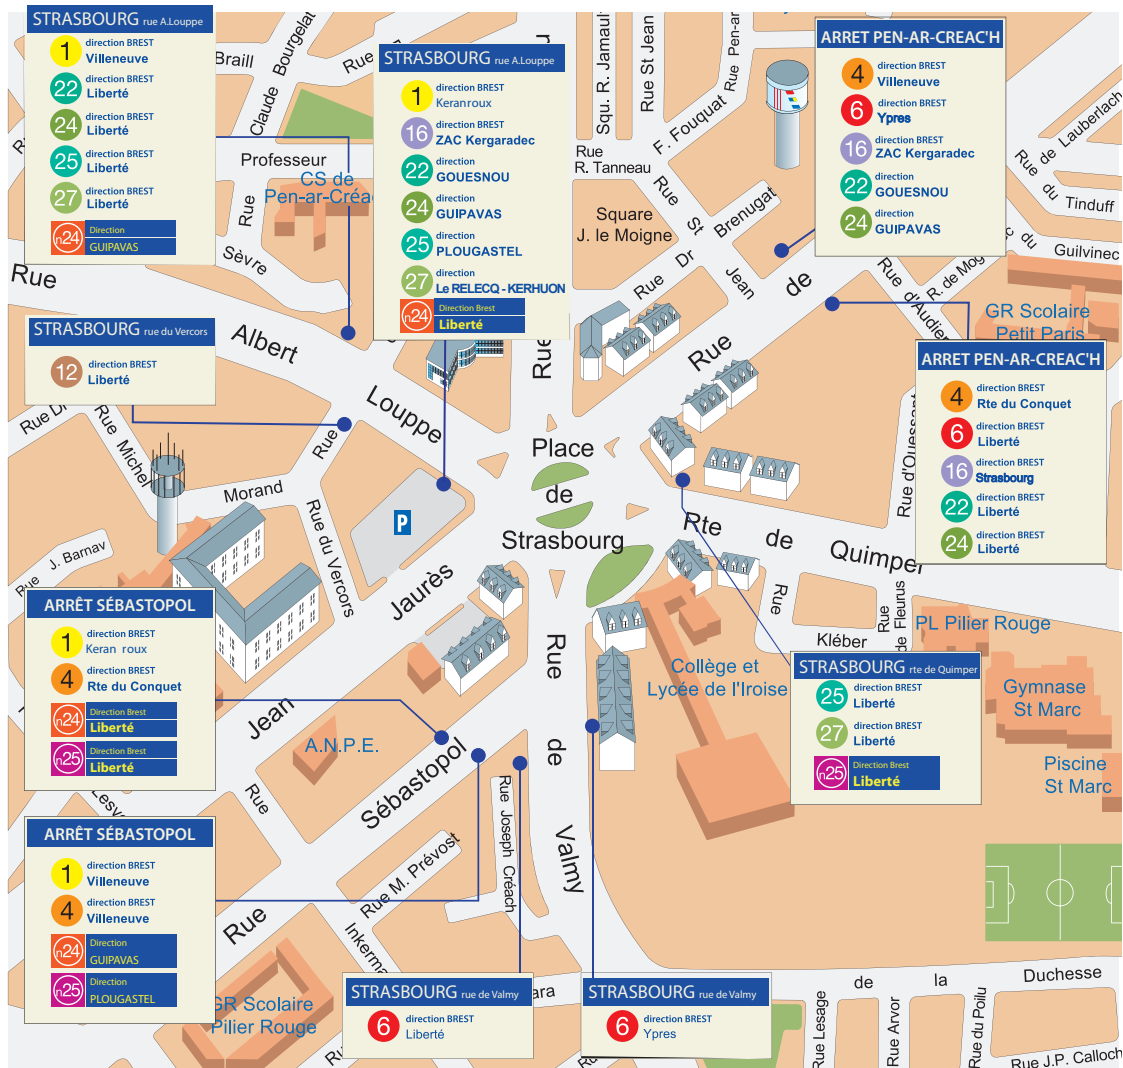 STRASBOURG rue A.Louppe
1 direction BREST
Villeneuve
22 direction BREST
Liberté
24 direction BREST
Liberté
25 direction BREST
Liberté
27 direction BREST
Liberté
n24 Direction
GUIPAVAS
STRASBOURG rue A.Louppe
1 direction BREST
Keranroux
16 direction BREST
ZAC Kergaradec
22 direction
GOUESNOU
24 direction
GUIPAVAS
25 direction
PLOUGASTEL
27 direction
Le RELECQ - KERHUON
n24 Direction Brest
Liberté
ARRET PEN-AR-CREAC'H
4 direction BREST
Villeneuve
6 direction BREST
Ypres
16 direction BREST
ZAC Kergaradec
22 direction
GOUESNOU
24 direction
GUIPAVAS
STRASBOURG rue du Vercors
12 direction BREST
Liberté
ARRET PEN-AR-CREAC'H
4 direction BREST
Rte du Conquet
6 direction BREST
Liberté
16 direction BREST
Strasbourg
22 direction BREST
Liberté
24 direction BREST
Liberté
ARRÊT SÉBASTOPOL
1 direction BREST
Keran roux
4 direction BREST
Rte du Conquet
n24 Direction Brest
Liberté
n25 Direction Brest
Liberté
STRASBOURG rte de Quimper
25 direction BREST
Liberté
27 direction BREST
Liberté
n25 Direction Brest
Liberté
ARRÊT SÉBASTOPOL
1 direction BREST
Villeneuve
4 direction BREST
Villeneuve
n24 Direction
GUIPAVAS
n25 Direction
PLOUGASTEL
STRASBOURG rue de Valmy
6 direction BREST
Liberté
STRASBOURG rue de Valmy
6 direction BREST
Ypres
Braill
Claude Bourgelat
Rue
Professeur
CS de
Pen-ar-Créac
Rue
Sèvre
Rue Albert Louppe
Squ. R. Jamault
Rue St Jean
Rue Pen-ar
F. Fouquat
Rue
R. Tanneau
Rue St Jean
Square
J. le Moigne
Rue Dr Brenugat
Rue de
Rue de Lauberlach
Rue du Tinduff
du
Guilvinec
R. de Mog
Rue d'Audier
GR Scolaire
Petit Paris
Rue d'Ouessant
Rue
Place
de
Strasbourg
Rte de Quimper
Rue Dr
Rue Michel
Morand
Rue
Rue du Vercors
P
Rue J. Barnav
Jean Jaurès
Rue de Valmy
Rue
Kléber
Rue
de Fleurus
PL Pilier Rouge
Collège et
Lycée de l'Iroise
Gymnase
St Marc
Piscine
St Marc
A.N.P.E.
Rue
Lesv
Rue Sébastopol
Rue Joseph Créach
Rue M. Prévost
Inkerma
GR Scolaire
Pilier Rouge
ara
de la Duchesse
Rue Lesage
Rue Arvor
Rue du Poilu
Rue J.P. Calloch